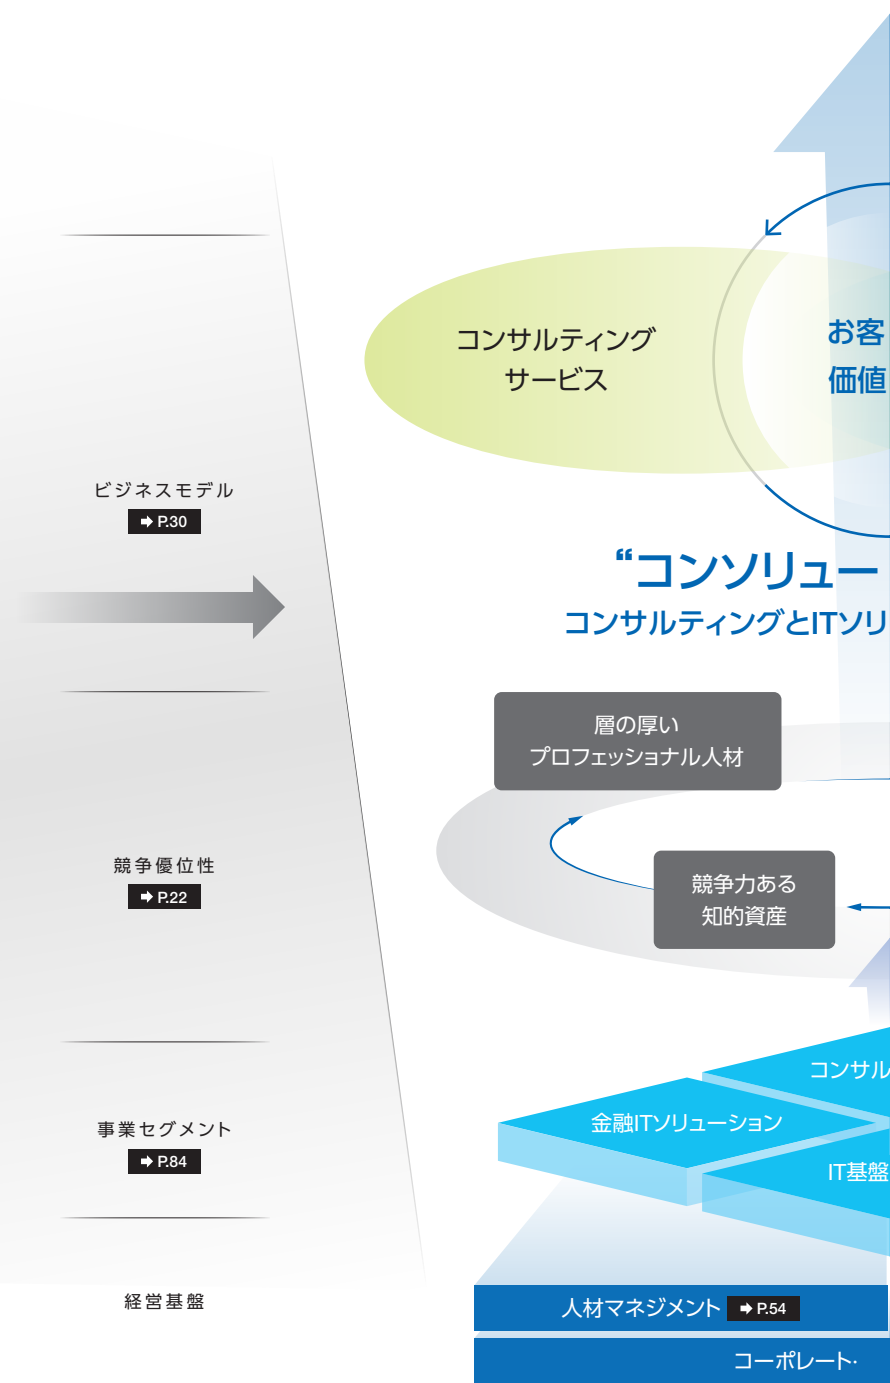 コンサルティング
サービス
お客
価値
ビジネスモデル
P.30
“コンソリュー
コンサルティングとITソリ
層の厚い
プロフェッショナル人材
競争優位性
P.22
競争力ある
知的資産
コンサル
金融ITソリューション
事業セグメント
P.84
IT基盤
経営基盤
人材マネジメント P.54
コーポレート・